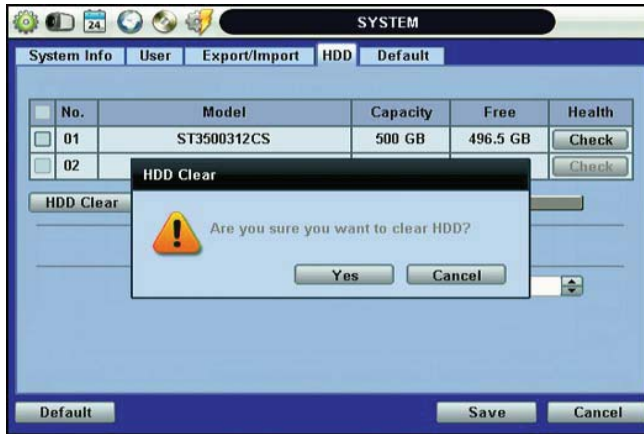 24
SYSTEM
System Info User Export/Import HDD Default
No. Model Capacity Free Health
01 ST3500312CS 500 GB 496.5 GB Check
02 Check
HDD Clear
HDD Clear
Are you sure you want to clear HDD?
Yes Cancel
Default Save Cancel